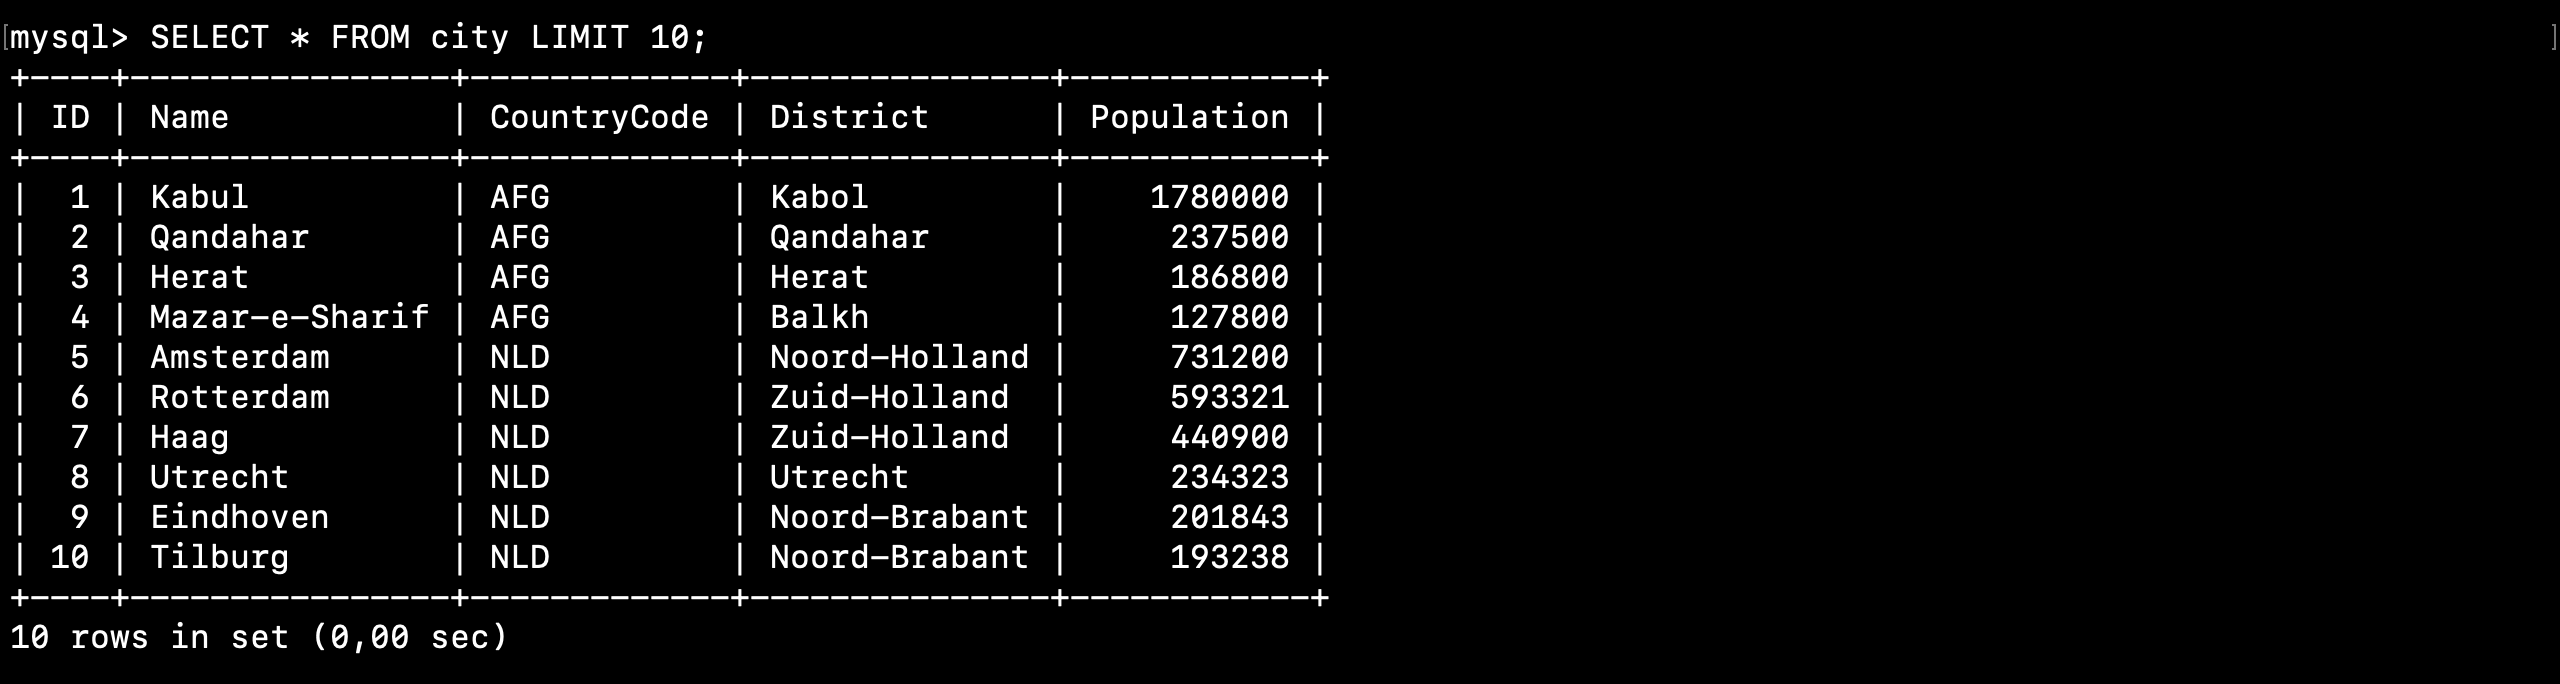 mysql> SELECT * FROM city LIMIT 10;
+----+----------------+-------------+---------------+------------+
| ID | Name           | CountryCode | District      | Population |
+----+----------------+-------------+---------------+------------+
|  1 | Kabul          | AFG         | Kabol         |    1780000 |
|  2 | Qandahar       | AFG         | Qandahar      |     237500 |
|  3 | Herat          | AFG         | Herat         |     186800 |
|  4 | Mazar-e-Sharif | AFG         | Balkh         |     127800 |
|  5 | Amsterdam      | NLD         | Noord-Holland |     731200 |
|  6 | Rotterdam      | NLD         | Zuid-Holland  |     593321 |
|  7 | Haag           | NLD         | Zuid-Holland  |     440900 |
|  8 | Utrecht        | NLD         | Utrecht       |     234323 |
|  9 | Eindhoven      | NLD         | Noord-Brabant |     201843 |
| 10 | Tilburg        | NLD         | Noord-Brabant |     193238 |
+----+----------------+-------------+---------------+------------+
10 rows in set (0,00 sec)